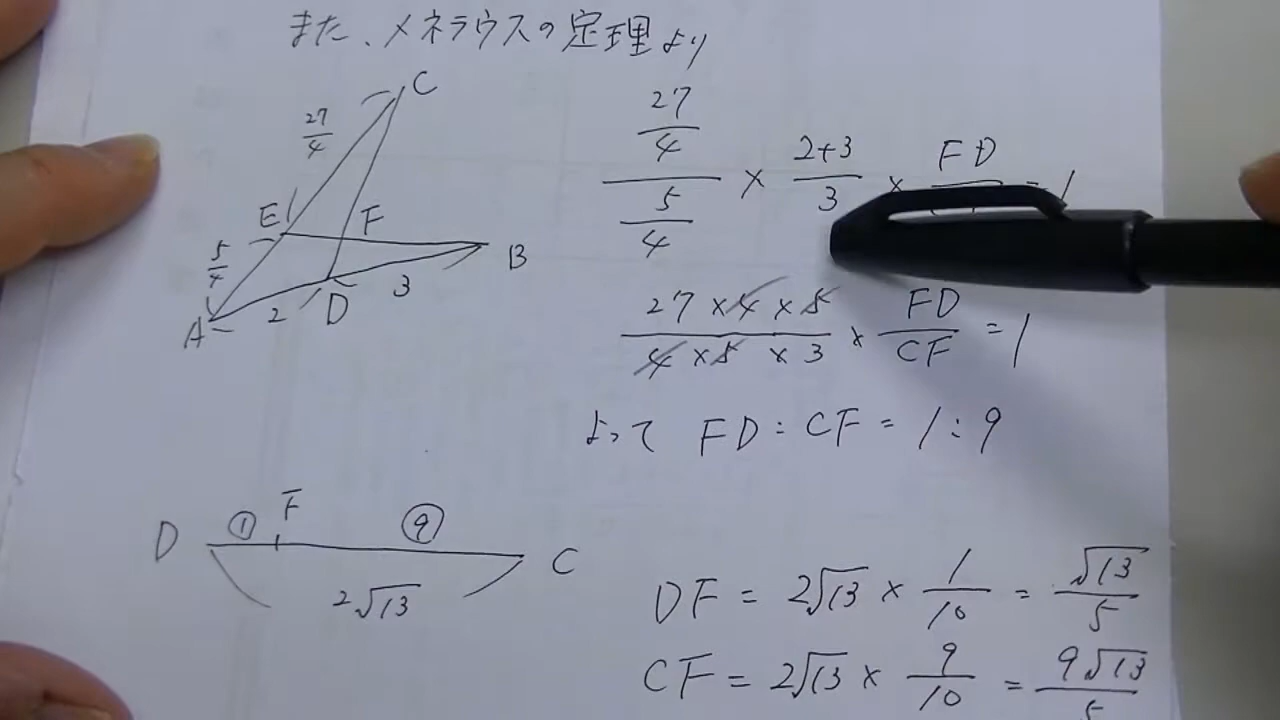 また、メネラウスの定理より
C
27/4
E
F
B
5/4
A
2
D
3
(27/4)/(5/4) × (2+3)/3 × FD/ = 1
(27×4×5)/(4×5×3) × FD/CF = 1
よって FD:CF = 1:9
D ① F ⑨ C
2√13
DF = 2√13 × 1/10 = √13/5
CF = 2√13 × 9/10 = 9√13/5